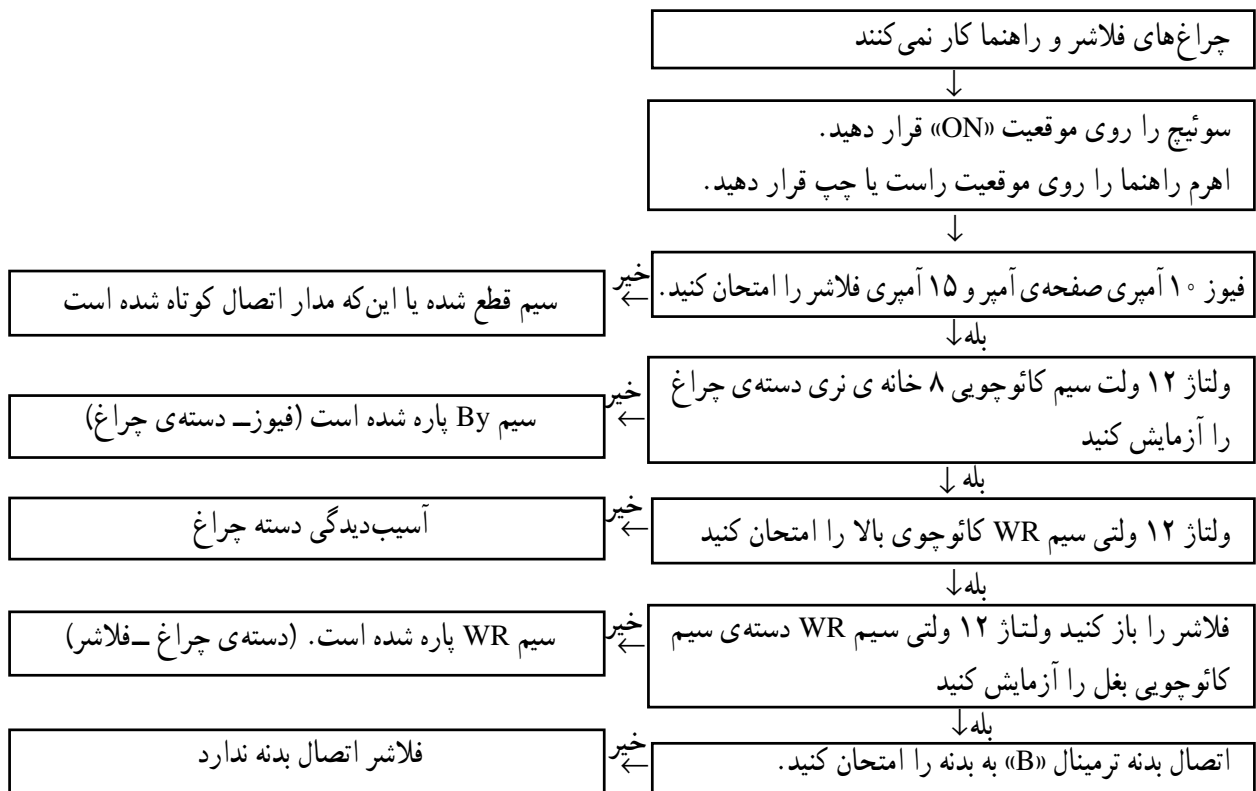 چراغ‌های فلاشر و راهنما کار نمی‌کنند
↓
سوئیچ را روی موقعیت «ON» قرار دهید.
اهرم راهنما را روی موقعیت راست یا چپ قرار دهید.
↓
فیوز ۱۰ آمپری صفحه‌ی آمپر و ۱۵ آمپری فلاشر را امتحان کنید.
خیر
←
سیم قطع شده یا این‌که مدار اتصال کوتاه شده است
بله↓
ولتاژ ۱۲ ولت سیم کائوچویی ۸ خانه ی نری دسته‌ی چراغ
را آزمایش کنید
خیر
←
سیم By پاره شده است (فیوز ــ دسته‌ی چراغ)
بله ↓
ولتاژ ۱۲ ولتی سیم WR کائوچوی بالا را امتحان کنید
خیر
←
آسیب‌دیدگی دسته چراغ
بله↓
فلاشر را باز کنید ولتاژ ۱۲ ولتی سیم WR دسته‌ی سیم
کائوچویی بغل را آزمایش کنید
خیر
←
سیم WR پاره شده است. (دسته‌ی چراغ ــ فلاشر)
بله↓
اتصال بدنه ترمینال «B» به بدنه را امتحان کنید.
خیر
←
فلاشر اتصال بدنه ندارد